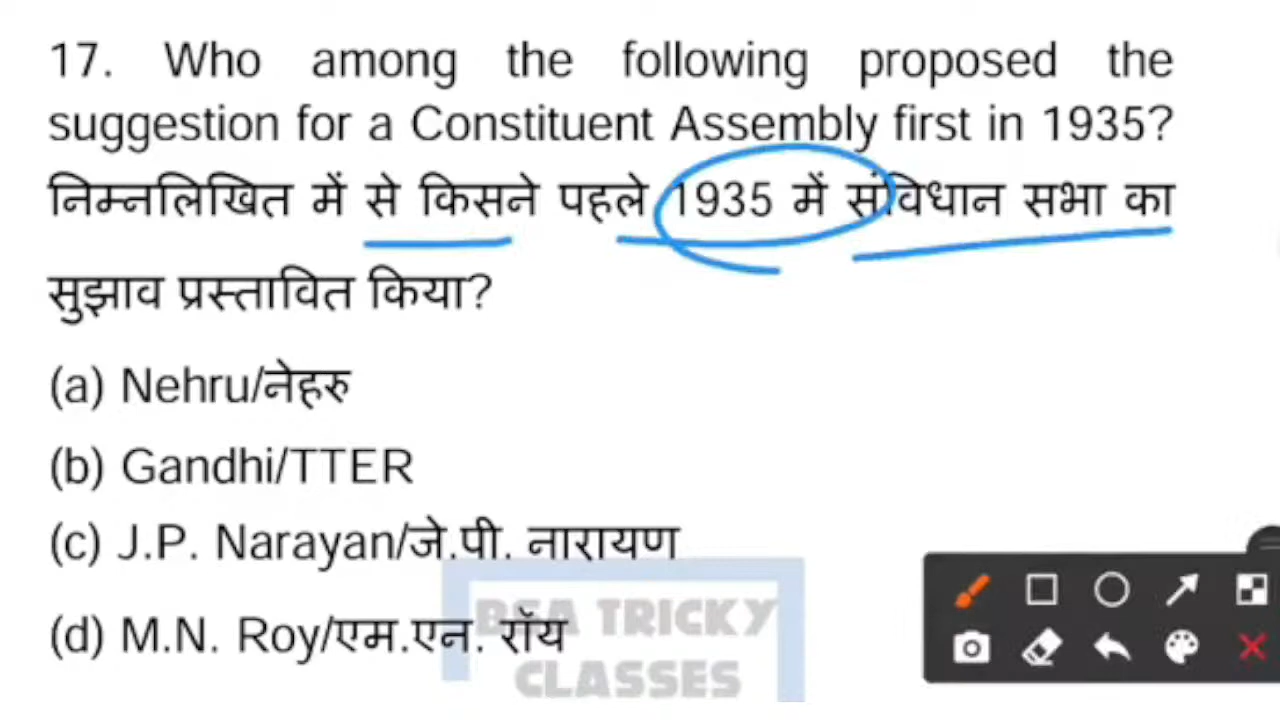 17. Who among the following proposed the
suggestion for a Constituent Assembly first in 1935?
निम्नलिखित में से किसने पहले 1935 में संविधान सभा का
सुझाव प्रस्तावित किया?
(a) Nehru/नेहरु
(b) Gandhi/TTER
(c) J.P. Narayan/जे.पी. नारायण
(d) M.N. Roy/एम.एन. रॉय
BSA TRICKY
CLASSES